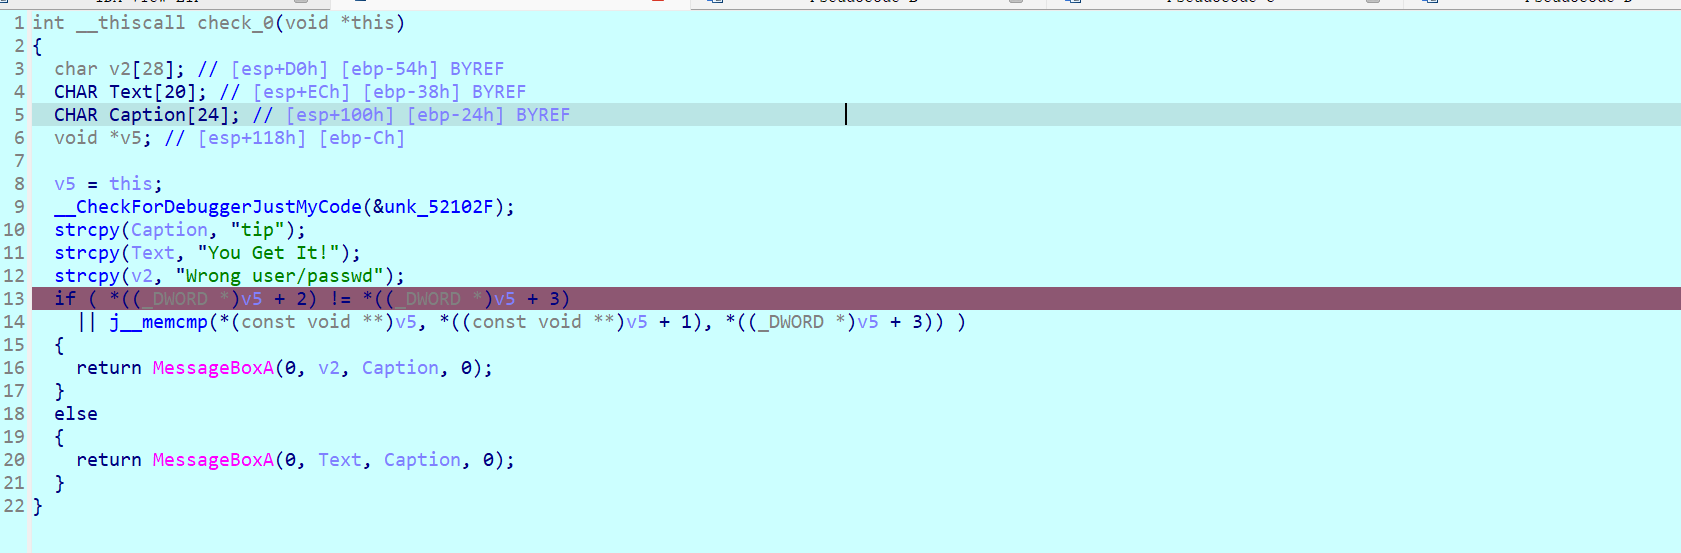 1 int __thiscall check_0(void *this)
2 {
3   char v2[28]; // [esp+D0h] [ebp-54h] BYREF
4   CHAR Text[20]; // [esp+ECh] [ebp-38h] BYREF
5   CHAR Caption[24]; // [esp+100h] [ebp-24h] BYREF
6   void *v5; // [esp+118h] [ebp-Ch]
7
8   v5 = this;
9   __CheckForDebuggerJustMyCode(&unk_52102F);
10   strcpy(Caption, "tip");
11   strcpy(Text, "You Get It!");
12   strcpy(v2, "Wrong user/passwd");
13   if ( *((_DWORD *)v5 + 2) != *((_DWORD *)v5 + 3)
14     || j__memcmp(*(const void **)v5, *((const void **)v5 + 1), *((_DWORD *)v5 + 3)) )
15   {
16     return MessageBoxA(0, v2, Caption, 0);
17   }
18   else
19   {
20     return MessageBoxA(0, Text, Caption, 0);
21   }
22 }